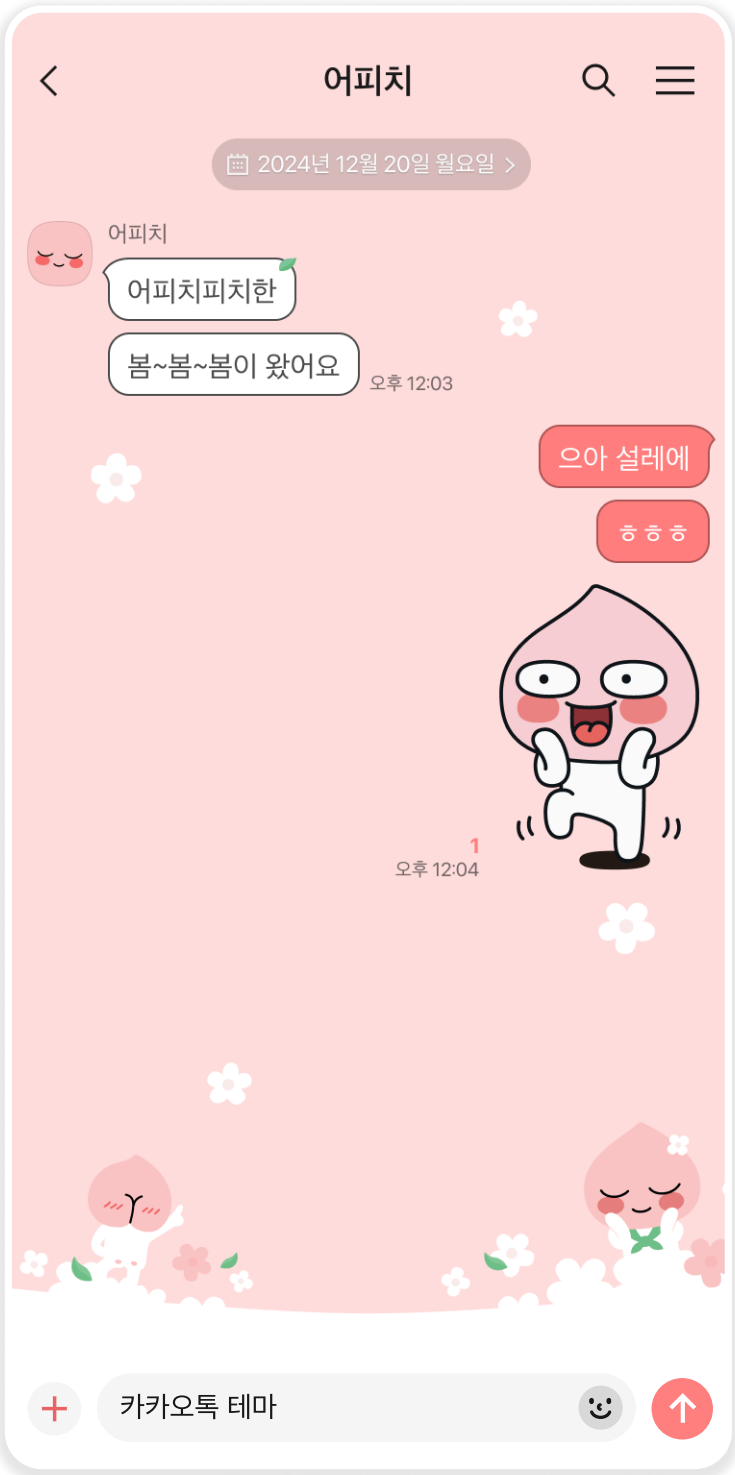 어피치
2024년 12월 20일 월요일
어피치
어피치피치한
봄~봄~봄이 왔어요
오후 12:03
으아 설레에
ㅎㅎㅎ
1
오후 12:04
카카오톡 테마